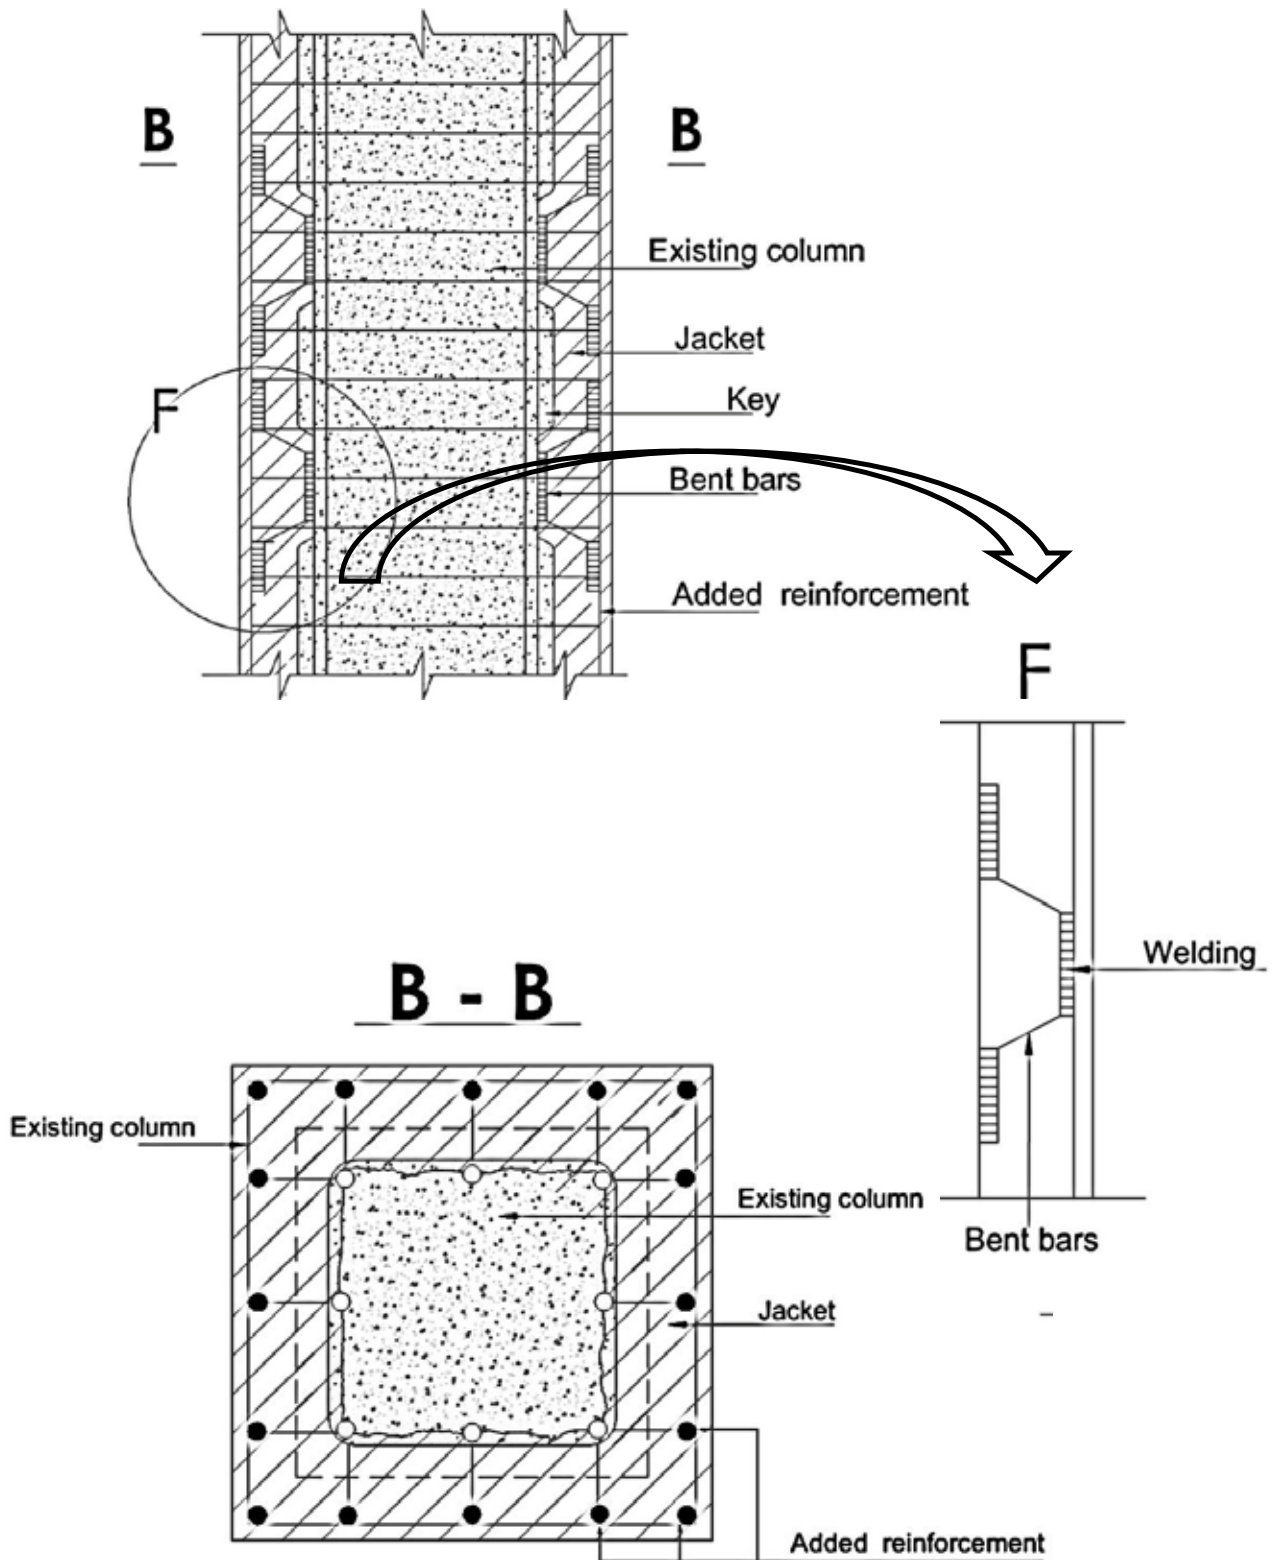 B
B
Existing column
Jacket
Key
F
Bent bars
Added reinforcement
F
Welding
B - B
Existing column
Existing column
Bent bars
Jacket
Added reinforcement